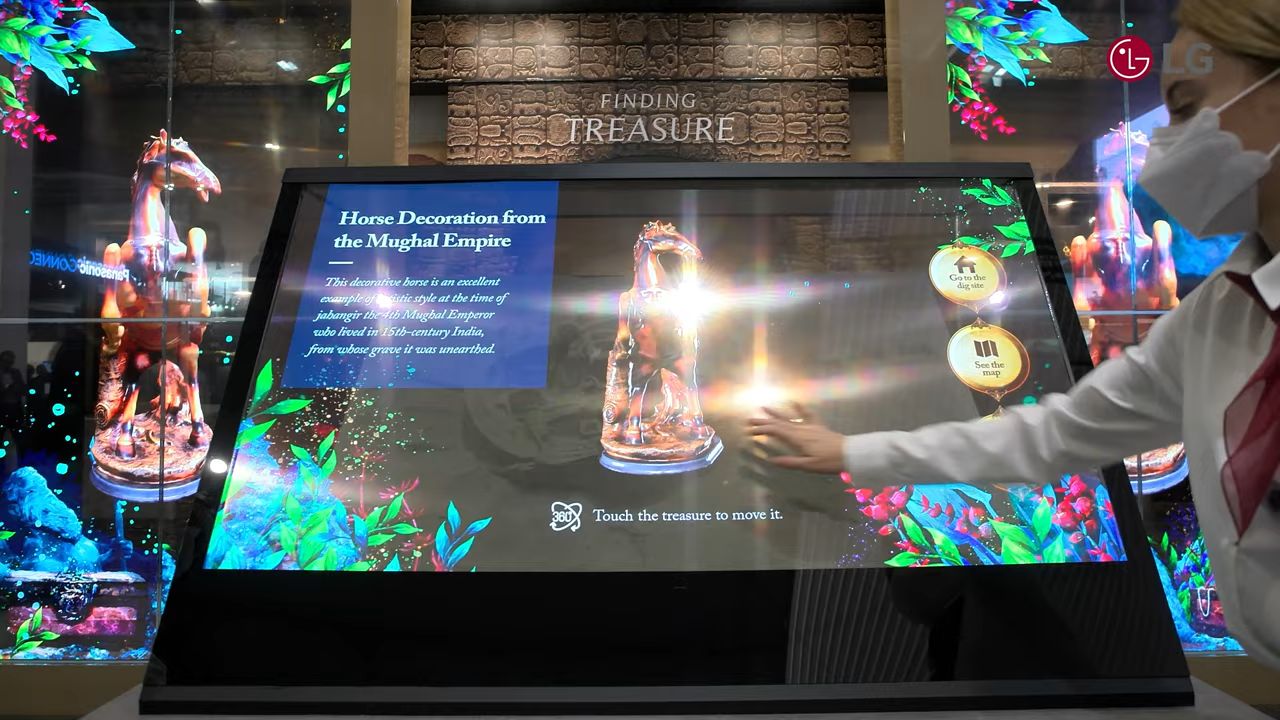 LG
FINDING
TREASURE
Horse Decoration from
the Mughal Empire
This decorative horse is an excellent
example of artistic style at the time of
jahangir the 4th Mughal Emperor
who lived in 15th-century India,
from whose grave it was unearthed.
Go to the
dig site
See the
map
360°
Touch the treasure to move it.
Panasonic CONNECT